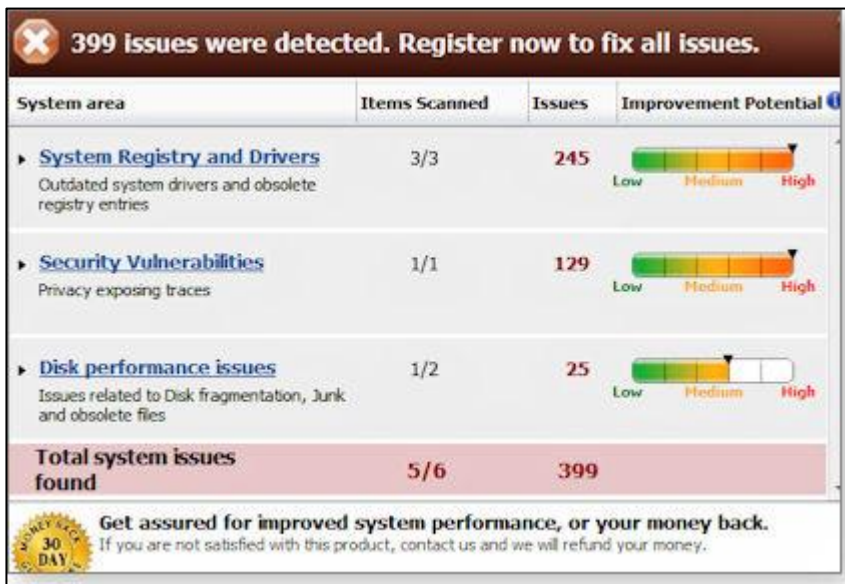 399 issues were detected. Register now to fix all issues.
System area Items Scanned Issues Improvement Potential
System Registry and Drivers 3/3 245
Outdated system drivers and obsolete
registry entries
Low Medium High
Security Vulnerabilities 1/1 129
Privacy exposing traces
Low Medium High
Disk performance issues 1/2 25
Issues related to Disk fragmentation, Junk
and obsolete files
Low Medium High
Total system issues
found 5/6 399
MONEY BACK
30
DAY
Get assured for improved system performance, or your money back.
If you are not satisfied with this product, contact us and we will refund your money.